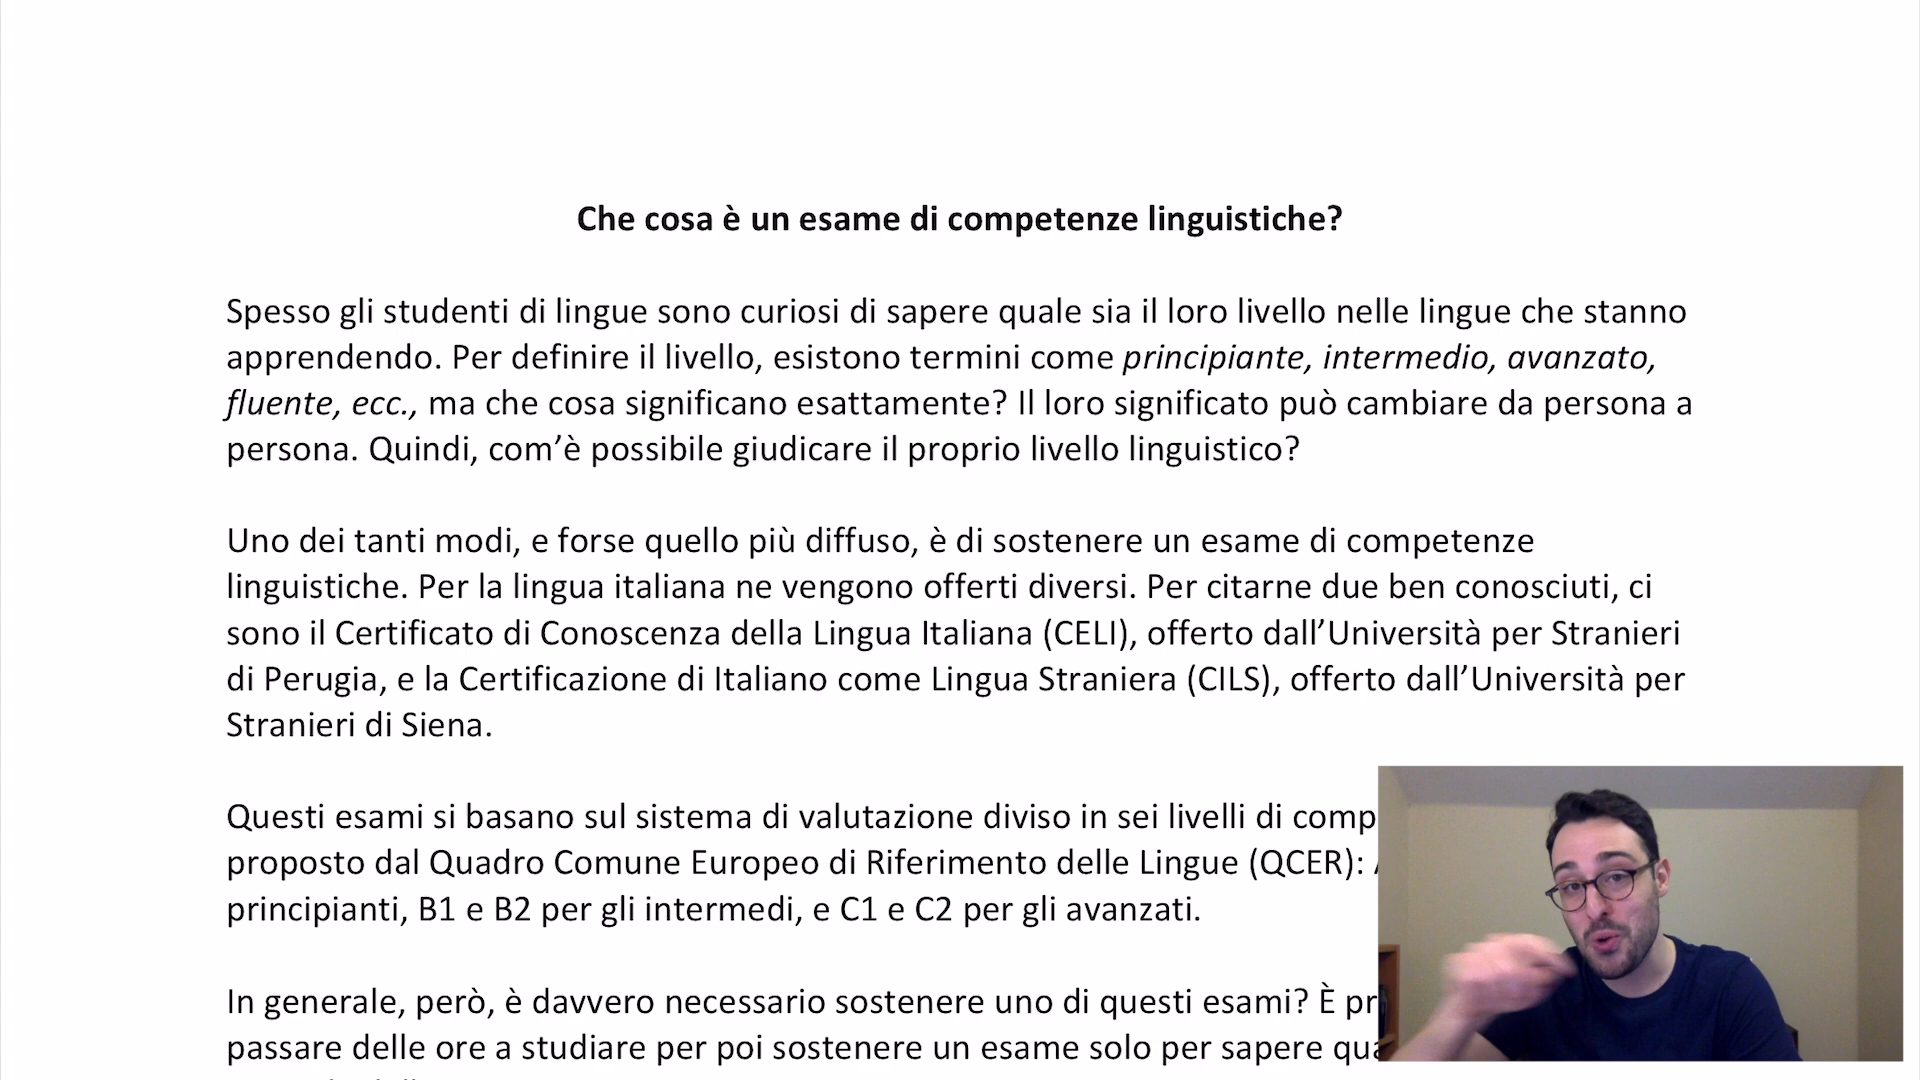 Che cosa è un esame di competenze linguistiche?
Spesso gli studenti di lingue sono curiosi di sapere quale sia il loro livello nelle lingue che stanno
apprendendo. Per definire il livello, esistono termini come principiante, intermedio, avanzato,
fluente, ecc., ma che cosa significano esattamente? Il loro significato può cambiare da persona a
persona. Quindi, com’è possibile giudicare il proprio livello linguistico?
Uno dei tanti modi, e forse quello più diffuso, è di sostenere un esame di competenze
linguistiche. Per la lingua italiana ne vengono offerti diversi. Per citarne due ben conosciuti, ci
sono il Certificato di Conoscenza della Lingua Italiana (CELI), offerto dall’Università per Stranieri
di Perugia, e la Certificazione di Italiano come Lingua Straniera (CILS), offerto dall’Università per
Stranieri di Siena.
Questi esami si basano sul sistema di valutazione diviso in sei livelli di
proposto dal Quadro Comune Europeo di Riferimento delle Lingue (QCER):
principianti, B1 e B2 per gli intermedi, e C1 e C2 per gli avanzati.
In generale, però, è davvero necessario sostenere uno di questi esami? È
passare delle ore a studiare per poi sostenere un esame solo per sapere